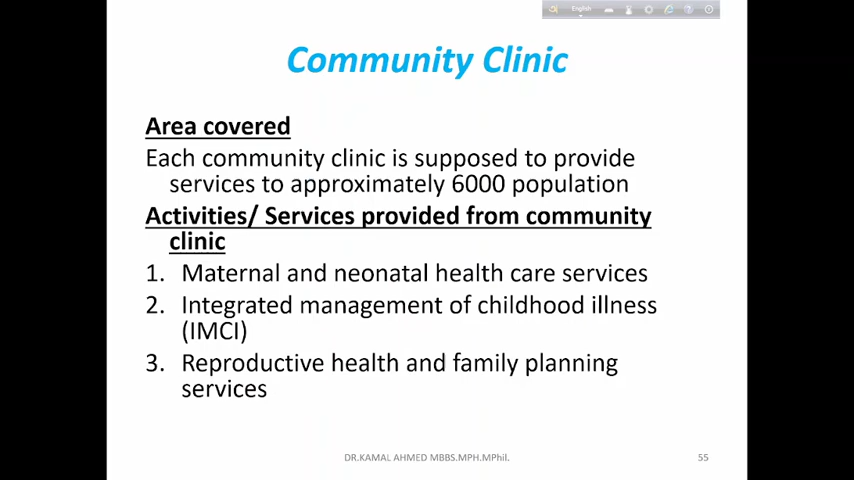 English
Community Clinic
Area covered
Each community clinic is supposed to provide
services to approximately 6000 population
Activities/ Services provided from community
clinic
1. Maternal and neonatal health care services
2. Integrated management of childhood illness
(IMCI)
3. Reproductive health and family planning
services
DR.KAMAL AHMED MBBS.MPH.MPhil.
55